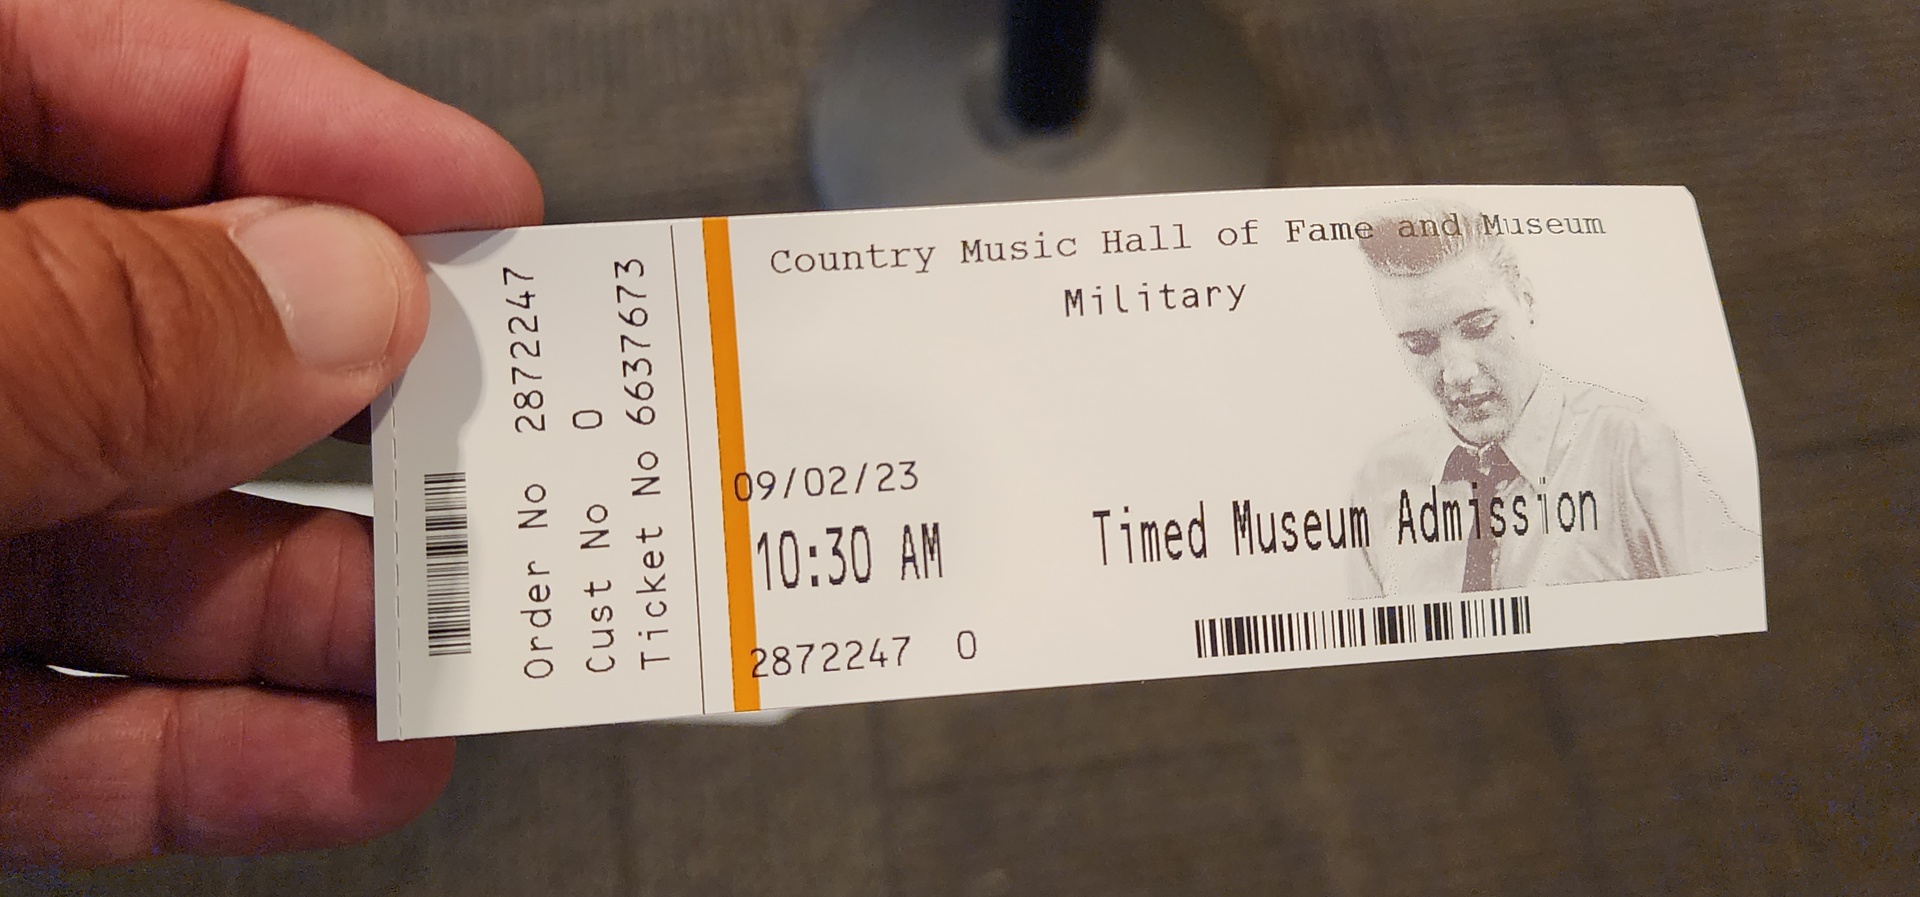 Order No 2872247
Cust No 0
Ticket No 6637673
Country Music Hall of Fame and Museum
Military
09/02/23
10:30 AM
Timed Museum Admission
2872247 0